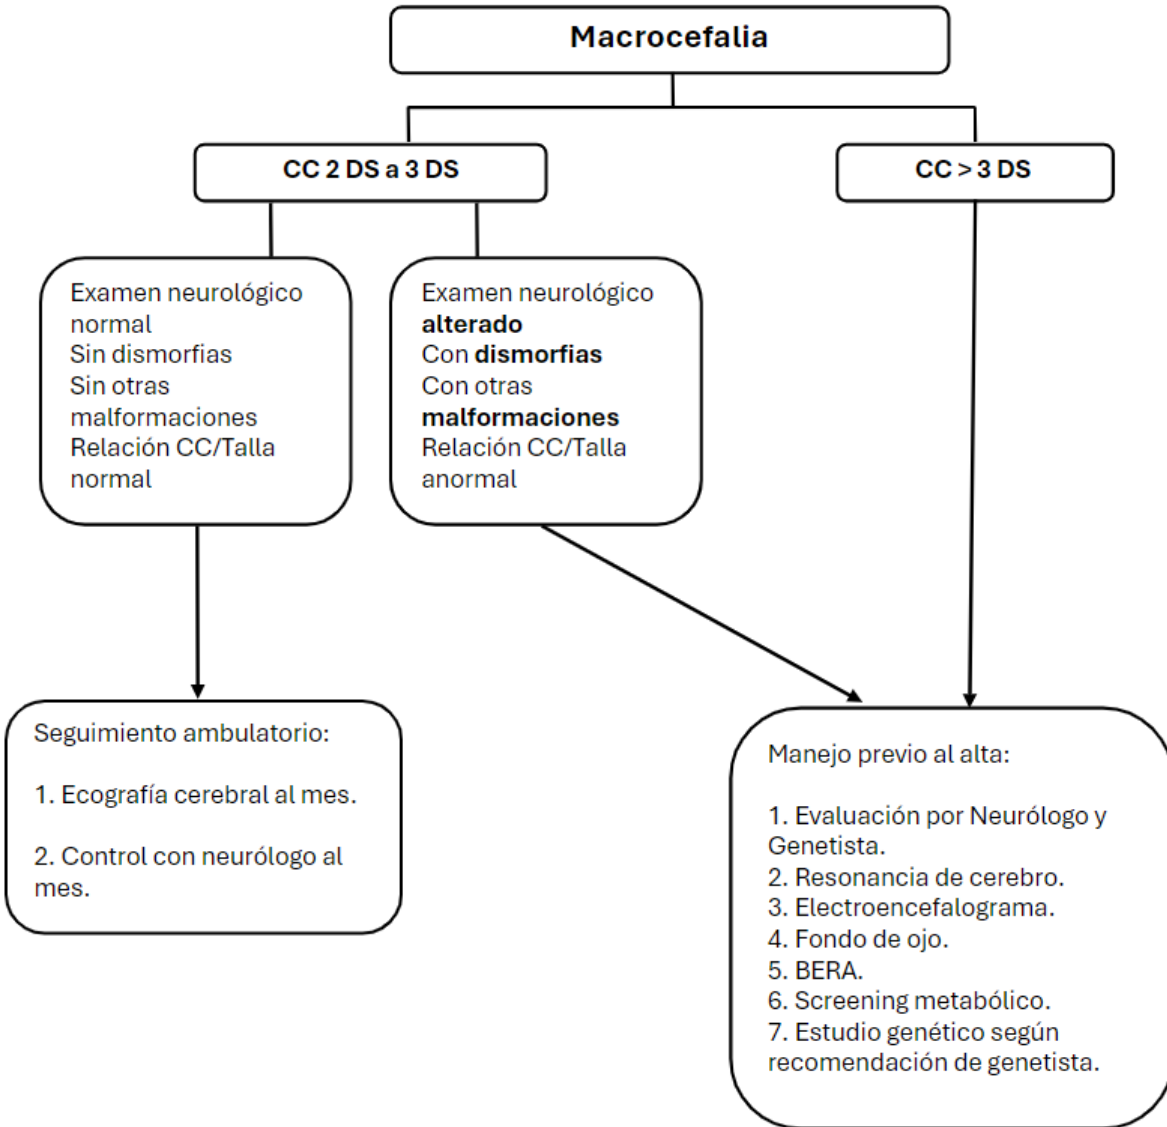 Macrocefalia
CC 2 DS a 3 DS
CC > 3 DS
Examen neurológico
normal
Sin dismorfias
Sin otras
malformaciones
Relación CC/Talla
normal
Examen neurológico
alterado
Con dismorfias
Con otras
malformaciones
Relación CC/Talla
anormal
Seguimiento ambulatorio:
1. Ecografía cerebral al mes.
2. Control con neurólogo al
mes.
Manejo previo al alta:
1. Evaluación por Neurólogo y
Genetista.
2. Resonancia de cerebro.
3. Electroencefalograma.
4. Fondo de ojo.
5. BERA.
6. Screening metabólico.
7. Estudio genético según
recomendación de genetista.